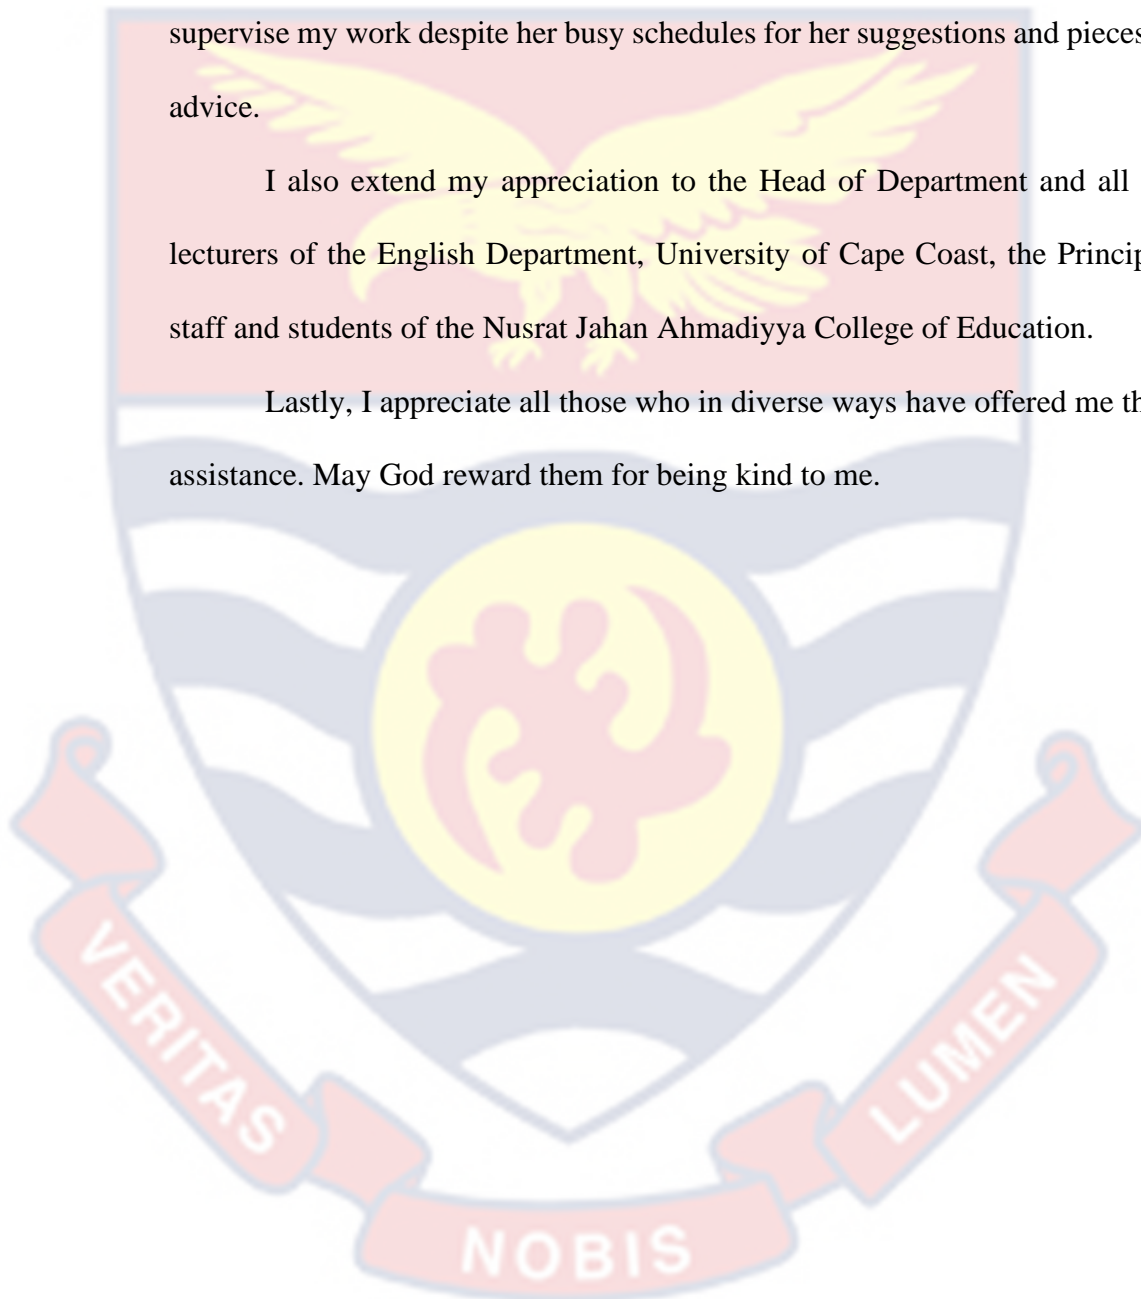 supervise my work despite her busy schedules for her suggestions and pieces
advice.
I also extend my appreciation to the Head of Department and all
lecturers of the English Department, University of Cape Coast, the Princip
staff and students of the Nusrat Jahan Ahmadiyya College of Education.
Lastly, I appreciate all those who in diverse ways have offered me th
assistance. May God reward them for being kind to me.
VERITAS
NOBIS
LUMEN